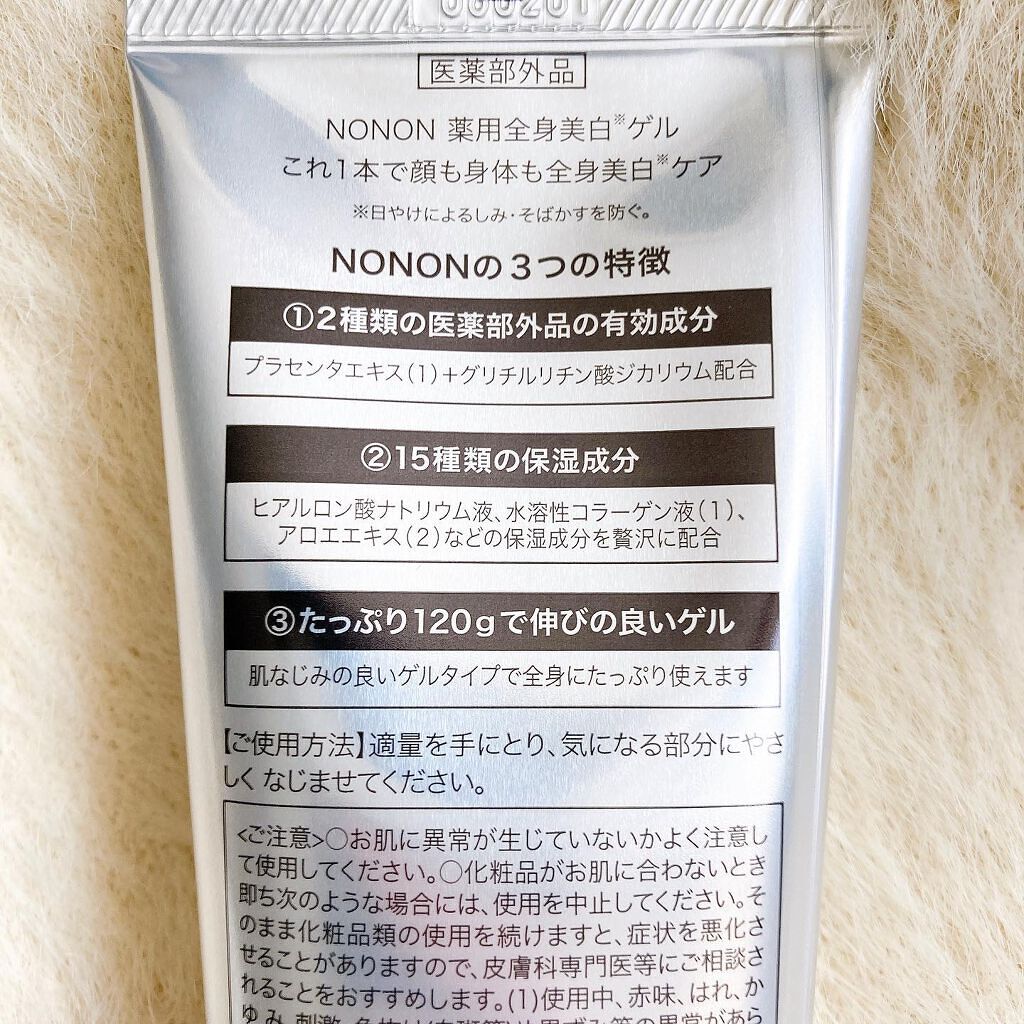 医薬部外品
NONON 薬用全身美白※ゲル
これ1本で顔も身体も全身美白※ケア
※日やけによるしみ・そばかすを防ぐ。
NONONの3つの特徴
①2種類の医薬部外品の有効成分
プラセンタエキス(1)+グリチルリチン酸ジカリウム配合
②15種類の保湿成分
ヒアルロン酸ナトリウム液、水溶性コラーゲン液(1)、
アロエエキス(2)などの保湿成分を贅沢に配合
③たっぷり120gで伸びの良いゲル
肌なじみの良いゲルタイプで全身にたっぷり使えます
【ご使用方法】適量を手にとり、気になる部分にやさ
しくなじませてください。
<ご注意>○お肌に異常が生じていないかよく注意し
て使用してください。○化粧品がお肌に合わないとき
即ち次のような場合には、使用を中止してください。そ
のまま化粧品類の使用を続けますと、症状を悪化さ
せることがありますので、皮膚科専門医等にご相談さ
れることをおすすめします。(1)使用中、赤味、はれ、か
ゆみ、刺激、